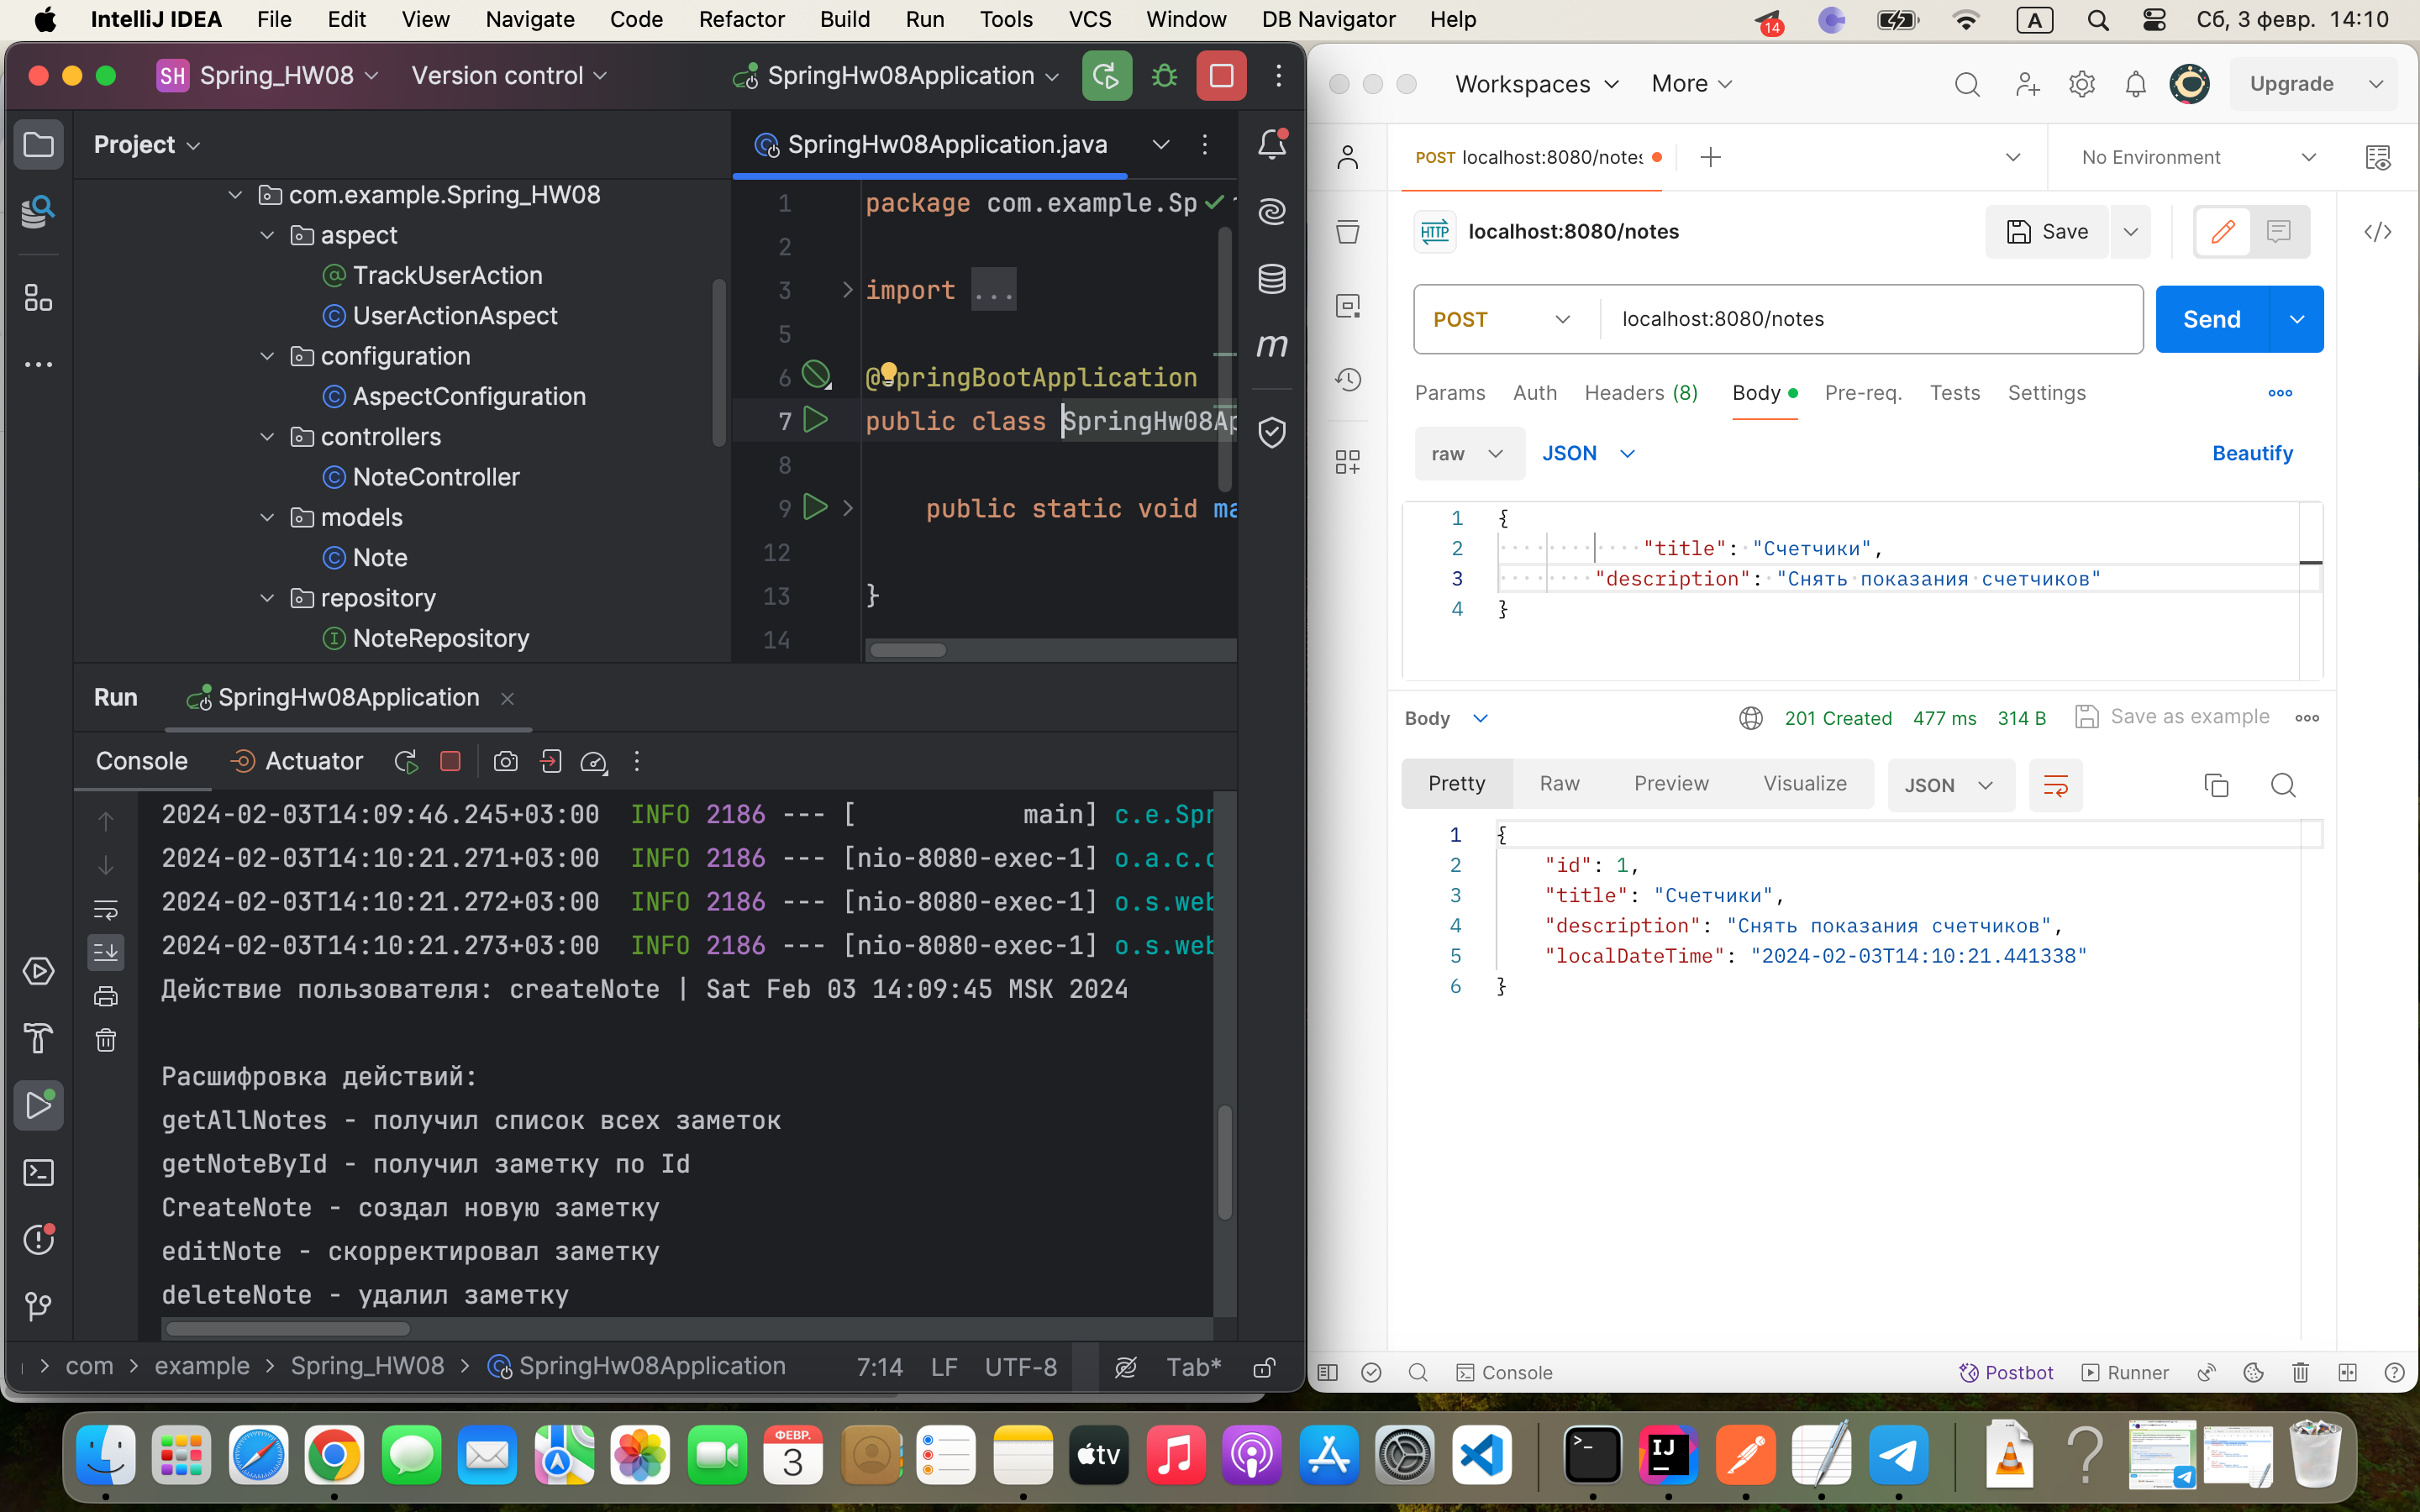 IntelliJ IDEA File Edit View Navigate Code Refactor Build Run Tools VCS Window DB Navigator Help 14 A Сб, 3 февр. 14:10
SH Spring_HW08 Version control SpringHw08Application
Project
com.example.Spring_HW08
aspect
TrackUserAction
UserActionAspect
configuration
AspectConfiguration
controllers
NoteController
models
Note
repository
NoteRepository
SpringHw08Application.java
1 package com.example.Sp
2
3 import ...
5
6 @SpringBootApplication
7 public class SpringHw08Ap
8
9 public static void ma
12
13 }
14
m
Run SpringHw08Application
Console Actuator
2024-02-03T14:09:46.245+03:00 INFO 2186 --- [ main] c.e.Spr
2024-02-03T14:10:21.271+03:00 INFO 2186 --- [nio-8080-exec-1] o.a.c.c
2024-02-03T14:10:21.272+03:00 INFO 2186 --- [nio-8080-exec-1] o.s.web
2024-02-03T14:10:21.273+03:00 INFO 2186 --- [nio-8080-exec-1] o.s.web
Действие пользователя: createNote | Sat Feb 03 14:09:45 MSK 2024
Расшифровка действий:
getAllNotes - получил список всех заметок
getNoteById - получил заметку по Id
CreateNote - создал новую заметку
editNote - скорректировал заметку
deleteNote - удалил заметку
com > example > Spring_HW08 > SpringHw08Application 7:14 LF UTF-8 Tab*
Workspaces More Upgrade
POST localhost:8080/notes No Environment
HTTP localhost:8080/notes Save
POST localhost:8080/notes Send
Params Auth Headers (8) Body Pre-req. Tests Settings
raw JSON Beautify
1 {
2 "title": "Счетчики",
3 "description": "Снять показания счетчиков"
4 }
Body 201 Created 477 ms 314 B Save as example
Pretty Raw Preview Visualize JSON
1 {
2 "id": 1,
3 "title": "Счетчики",
4 "description": "Снять показания счетчиков",
5 "localDateTime": "2024-02-03T14:10:21.441338"
6 }
Console Postbot Runner
ФЕВР.
3
tv
IJ